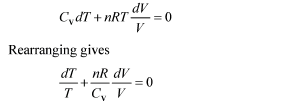 C_V dT + nRT dV/V = 0
Rearranging gives
dT/T + nR/C_V dV/V = 0